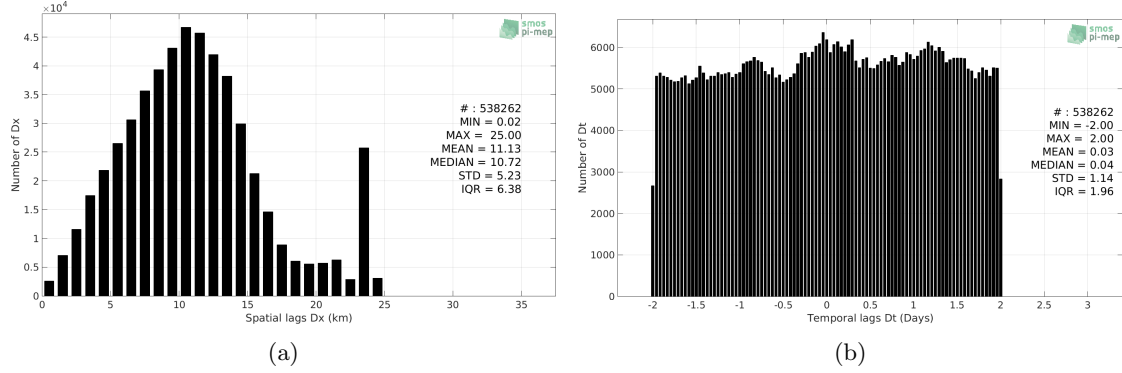 ×10⁴
4.5
4
3.5
3
2.5
2
1.5
1
0.5
0
0 5 10 15 20 25 30 35
Number of Dx
Spatial lags Dx (km)
smos
pi-mep
# : 538262
MIN = 0.02
MAX = 25.00
MEAN = 11.13
MEDIAN = 10.72
STD = 5.23
IQR = 6.38
(a)
6000
5000
4000
3000
2000
1000
0
-2 -1.5 -1 -0.5 0 0.5 1 1.5 2 2.5 3
Number of Dt
Temporal lags Dt (Days)
smos
pi-mep
# : 538262
MIN = -2.00
MAX = 2.00
MEAN = 0.03
MEDIAN = 0.04
STD = 1.14
IQR = 1.96
(b)